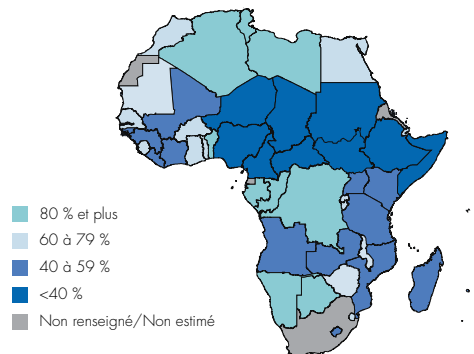 80 % et plus
60 à 79 %
40 à 59 %
<40 %
Non renseigné/Non estimé